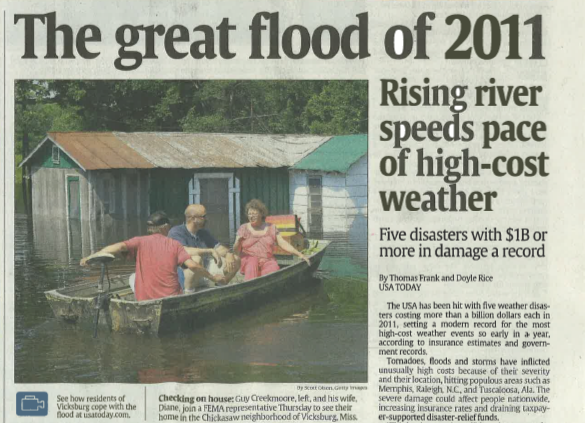 The great flood of 2011
Rising river
speeds pace
of high-cost
weather
Five disasters with $1B or
more in damage a record
By Thomas Frank and Doyle Rice
USA TODAY
The USA has been hit with five weather disas-
ters costing more than a billion dollars each in
2011, setting a modern record for the most
high-cost weather events so early in a year,
according to insurance estimates and govern-
ment records.
Tornadoes, floods and storms have inflicted
unusually high costs because of their severity
and their location, hitting populous areas such as
Memphis, Raleigh, N.C., and Tuscaloosa, Ala. The
severe damage could affect people nationwide,
increasing insurance rates and draining taxpay-
er-supported disaster-relief funds.
By Scott Olson, Getty Images
See how residents of
Vicksburg cope with the
flood at usatoday.com.
Checking on house: Guy Creekmoore, left, and his wife,
Diane, join a FEMA representative Thursday to see their
home in the Chickasaw neighborhood of Vicksburg, Miss.